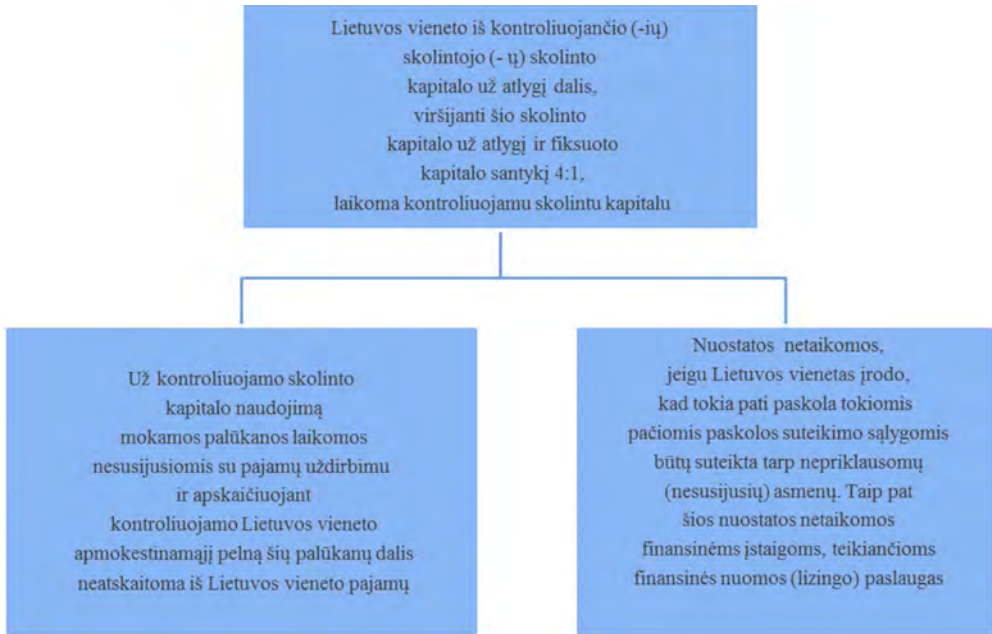 Lietuvos vieneto iš kontroliuojančio (-ių)
skolintojo (- ų) skolinto
kapitalo už atlygį dalis,
viršijanti šio skolinto
kapitalo už atlygį ir fiksuoto
kapitalo santykį 4:1,
laikoma kontroliuojamu skolintu kapitalu
Už kontroliuojamo skolinto
kapitalo naudojimą
mokamos palūkanos laikomos
nesusijusiomis su pajamų uždirbimu
ir apskaičiuojant
kontroliuojamo Lietuvos vieneto
apmokestinamąjį pelną šių palūkanų dalis
neatskaitoma iš Lietuvos vieneto pajamų
Nuostatos netaikomos,
jeigu Lietuvos vienetas įrodo,
kad tokia pati paskola tokiomis
pačiomis paskolos suteikimo sąlygomis
būtų suteikta tarp nepriklausomų
(nesusijusių) asmenų. Taip pat
šios nuostatos netaikomos
finansinėms įstaigoms, teikiančioms
finansinės nuomos (lizingo) paslaugas